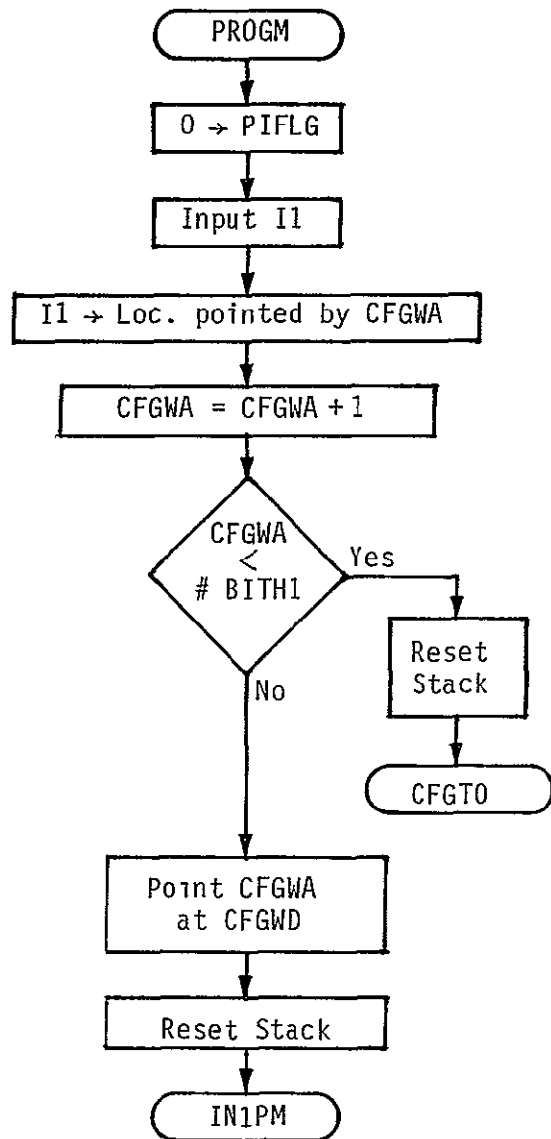 PROGM
0 → PIFLG
Input I1
I1 → Loc. pointed by CFGWA
CFGWA = CFGWA + 1
CFGWA
<
# BITH1
Yes
No
Reset
Stack
CFGTO
Point CFGWA
at CFGWD
Reset Stack
IN1PM